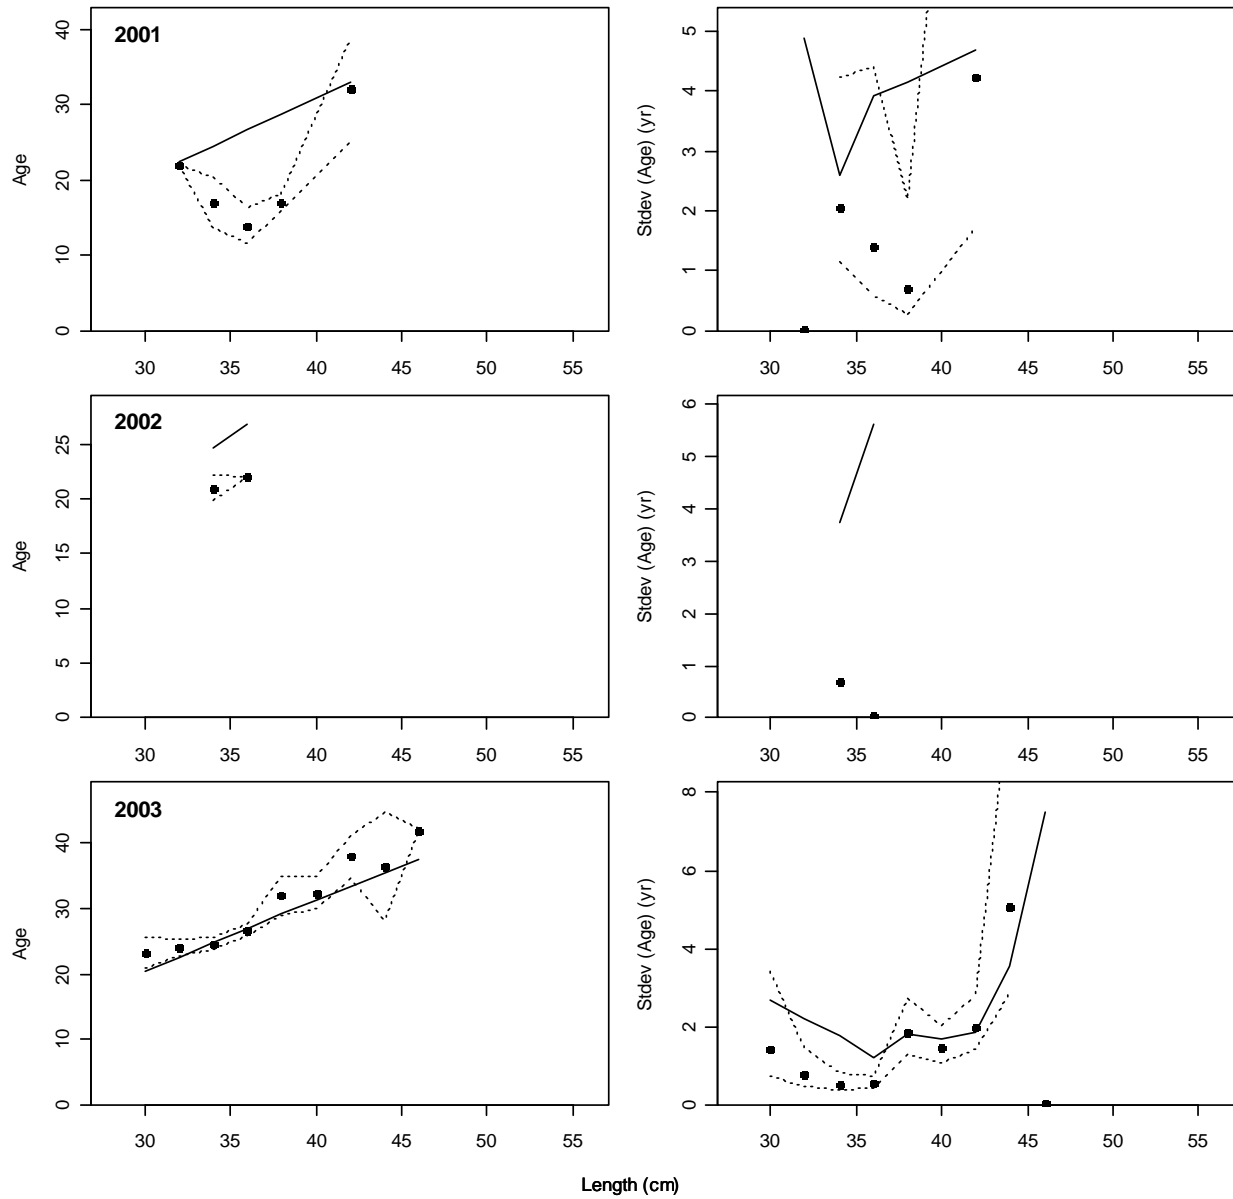 2001
Age
0 10 20 30 40
30 35 40 45 50 55
Stdev (Age) (yr)
0 1 2 3 4 5
30 35 40 45 50 55
2002
Age
0 5 10 15 20 25
30 35 40 45 50 55
Stdev (Age) (yr)
0 1 2 3 4 5 6
30 35 40 45 50 55
2003
Age
0 10 20 30 40
30 35 40 45 50 55
Stdev (Age) (yr)
0 2 4 6 8
30 35 40 45 50 55
Length (cm)